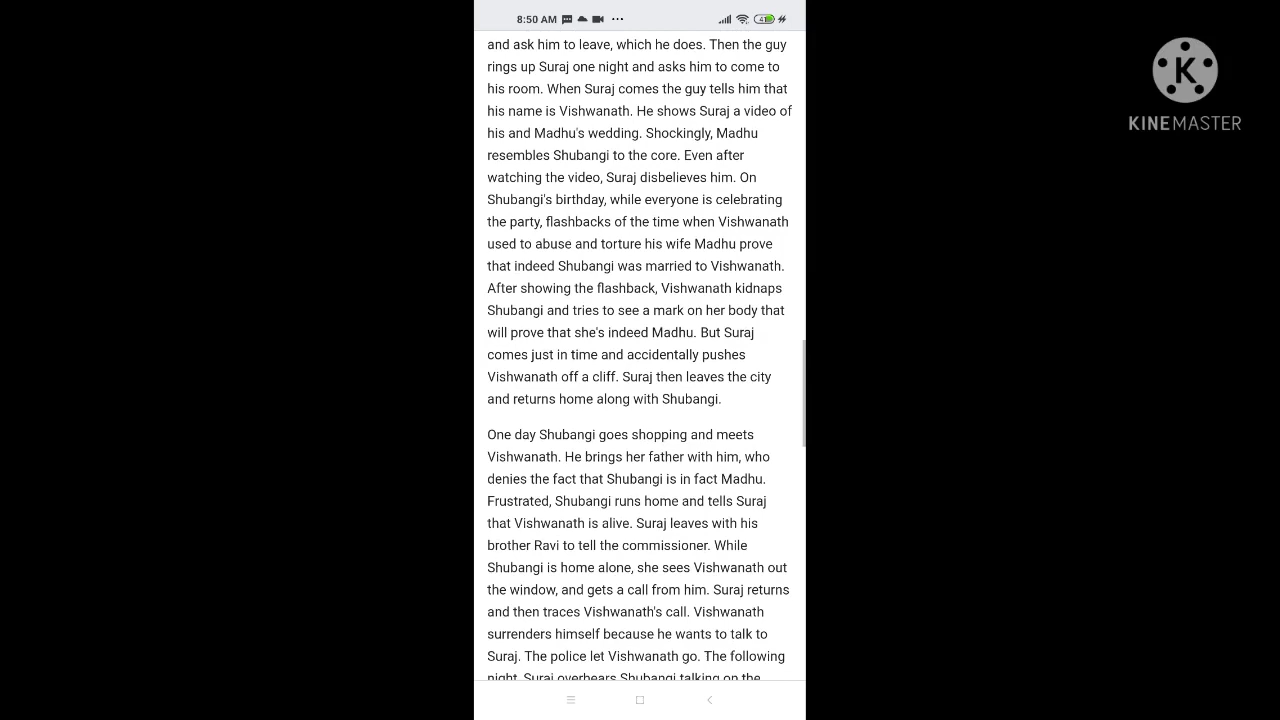 8:50 AM
41
K
KINEMASTER
and ask him to leave, which he does. Then the guy
rings up Suraj one night and asks him to come to
his room. When Suraj comes the guy tells him that
his name is Vishwanath. He shows Suraj a video of
his and Madhu's wedding. Shockingly, Madhu
resembles Shubangi to the core. Even after
watching the video, Suraj disbelieves him. On
Shubangi's birthday, while everyone is celebrating
the party, flashbacks of the time when Vishwanath
used to abuse and torture his wife Madhu prove
that indeed Shubangi was married to Vishwanath.
After showing the flashback, Vishwanath kidnaps
Shubangi and tries to see a mark on her body that
will prove that she's indeed Madhu. But Suraj
comes just in time and accidentally pushes
Vishwanath off a cliff. Suraj then leaves the city
and returns home along with Shubangi.
One day Shubangi goes shopping and meets
Vishwanath. He brings her father with him, who
denies the fact that Shubangi is in fact Madhu.
Frustrated, Shubangi runs home and tells Suraj
that Vishwanath is alive. Suraj leaves with his
brother Ravi to tell the commissioner. While
Shubangi is home alone, she sees Vishwanath out
the window, and gets a call from him. Suraj returns
and then traces Vishwanath's call. Vishwanath
surrenders himself because he wants to talk to
Suraj. The police let Vishwanath go. The following
night, Suraj overhears Shubangi talking on the